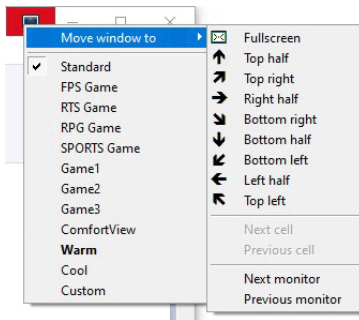 Move window to
Standard
FPS Game
RTS Game
RPG Game
SPORTS Game
Game1
Game2
Game3
ComfortView
Warm
Cool
Custom
Fullscreen
Top half
Top right
Right half
Bottom right
Bottom half
Bottom left
Left half
Top left
Next cell
Previous cell
Next monitor
Previous monitor